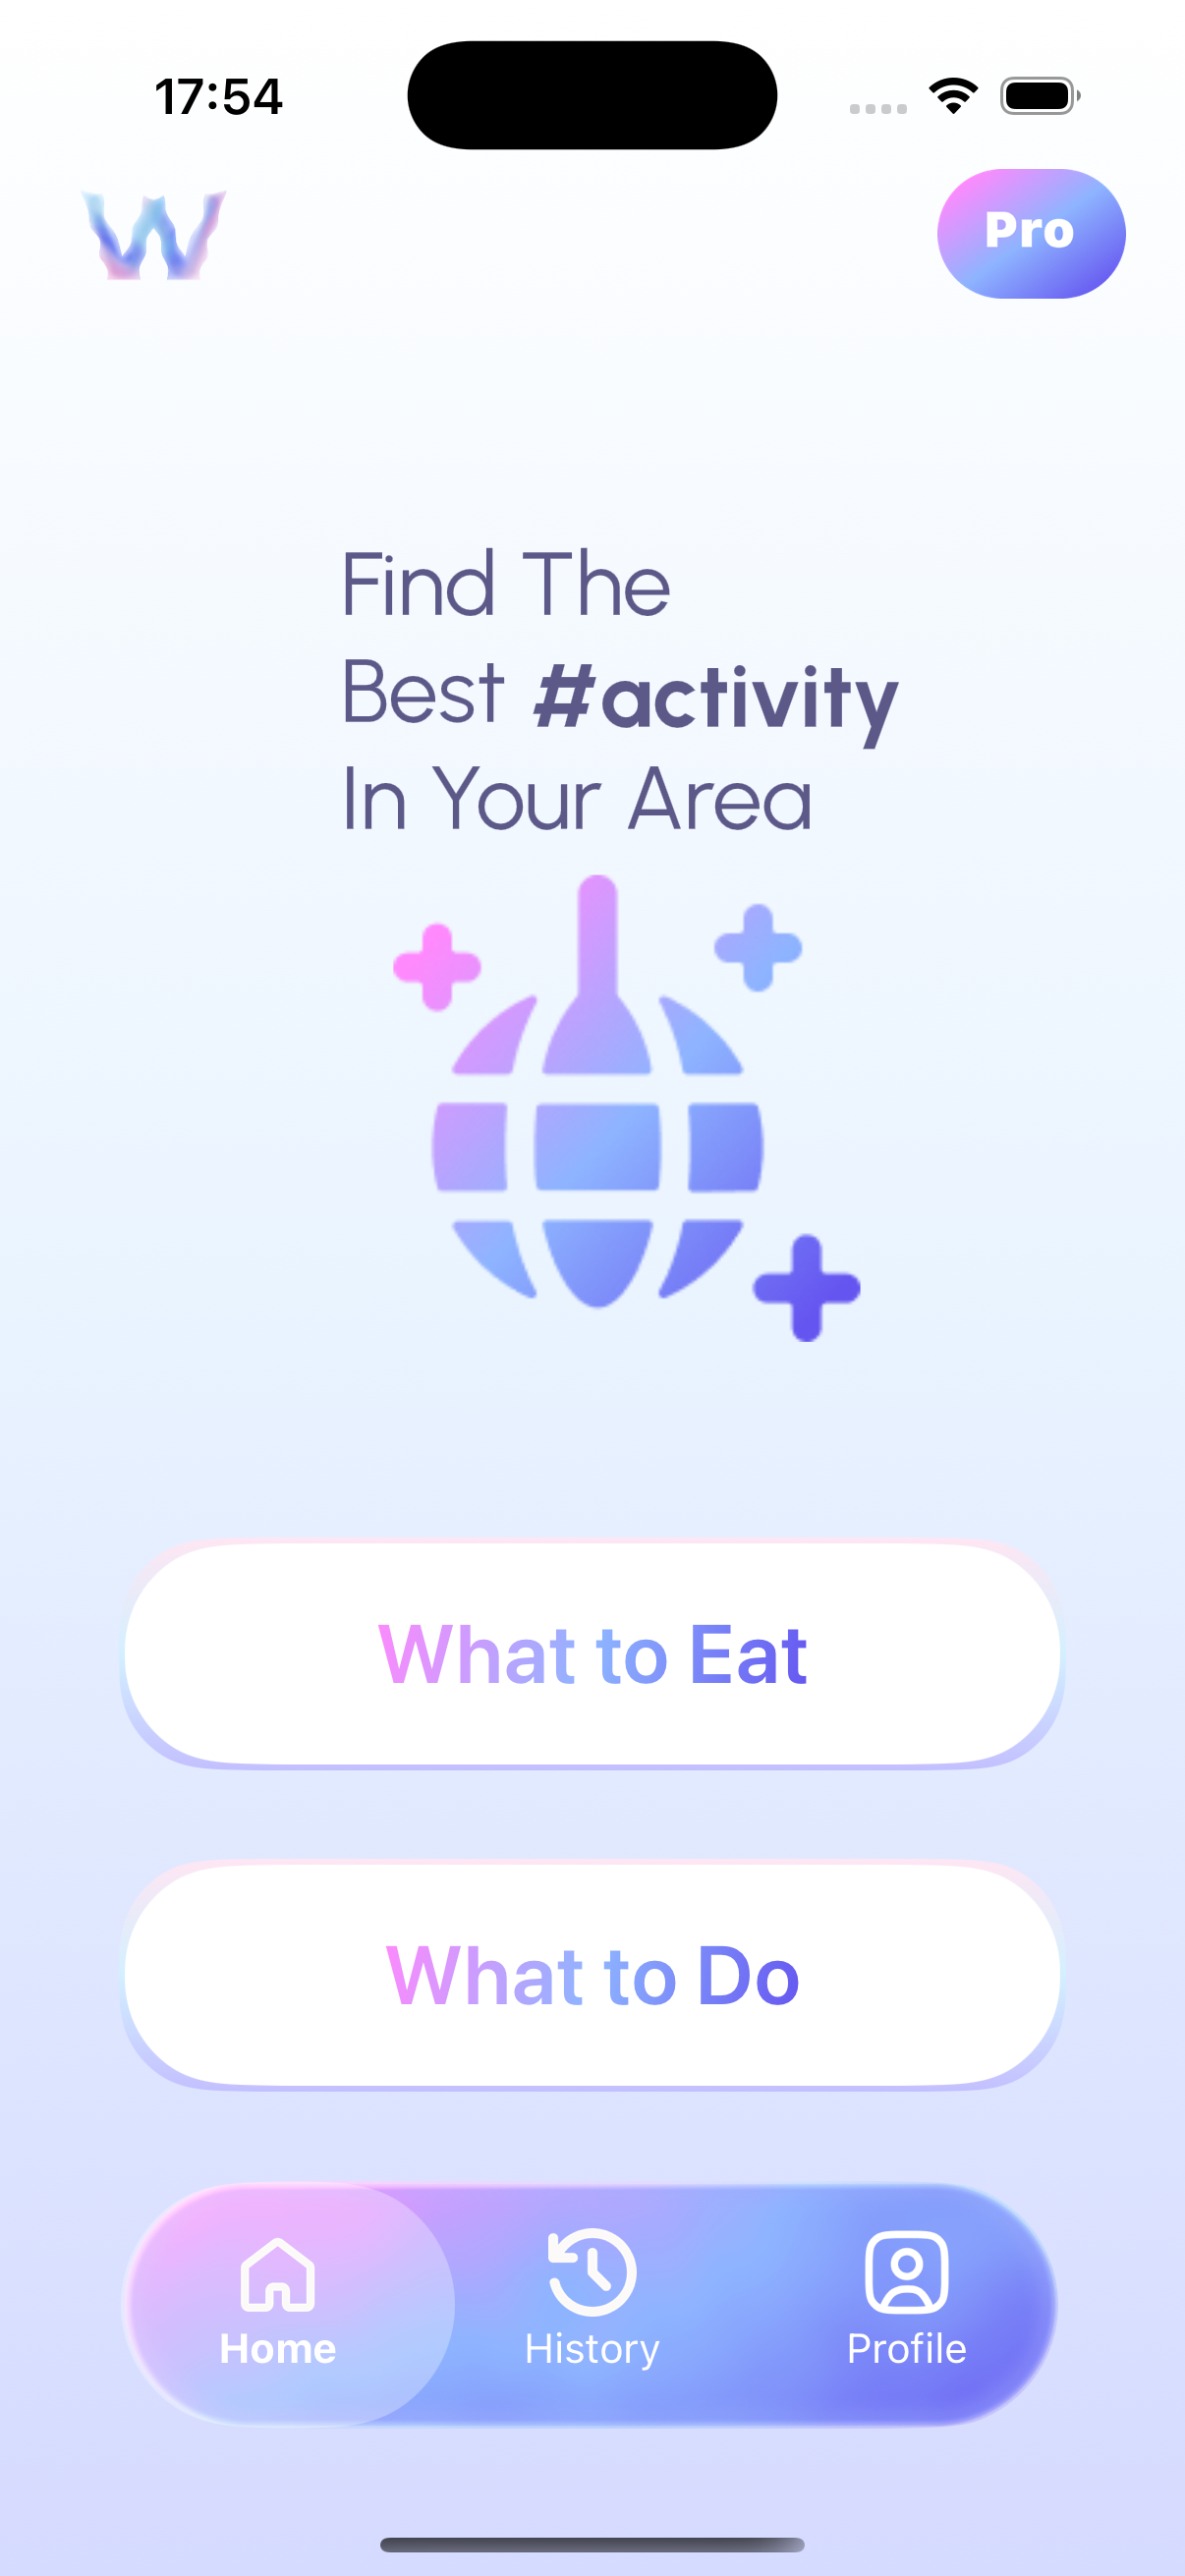 17:54
W
Pro
Find The
Best #activity
In Your Area
What to Eat
What to Do
Home
History
Profile